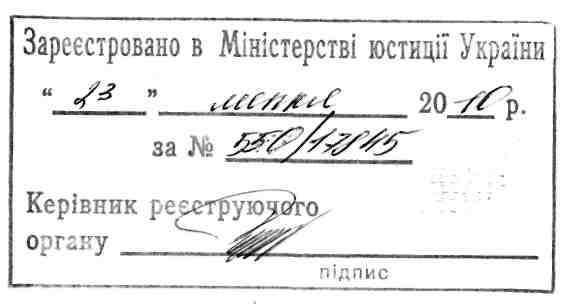 Зареєстровано в Міністерстві юстиції України
“ 23 ” липня 2010 р.
за № 550/17845
Керівник реєструючого
органу
підпис